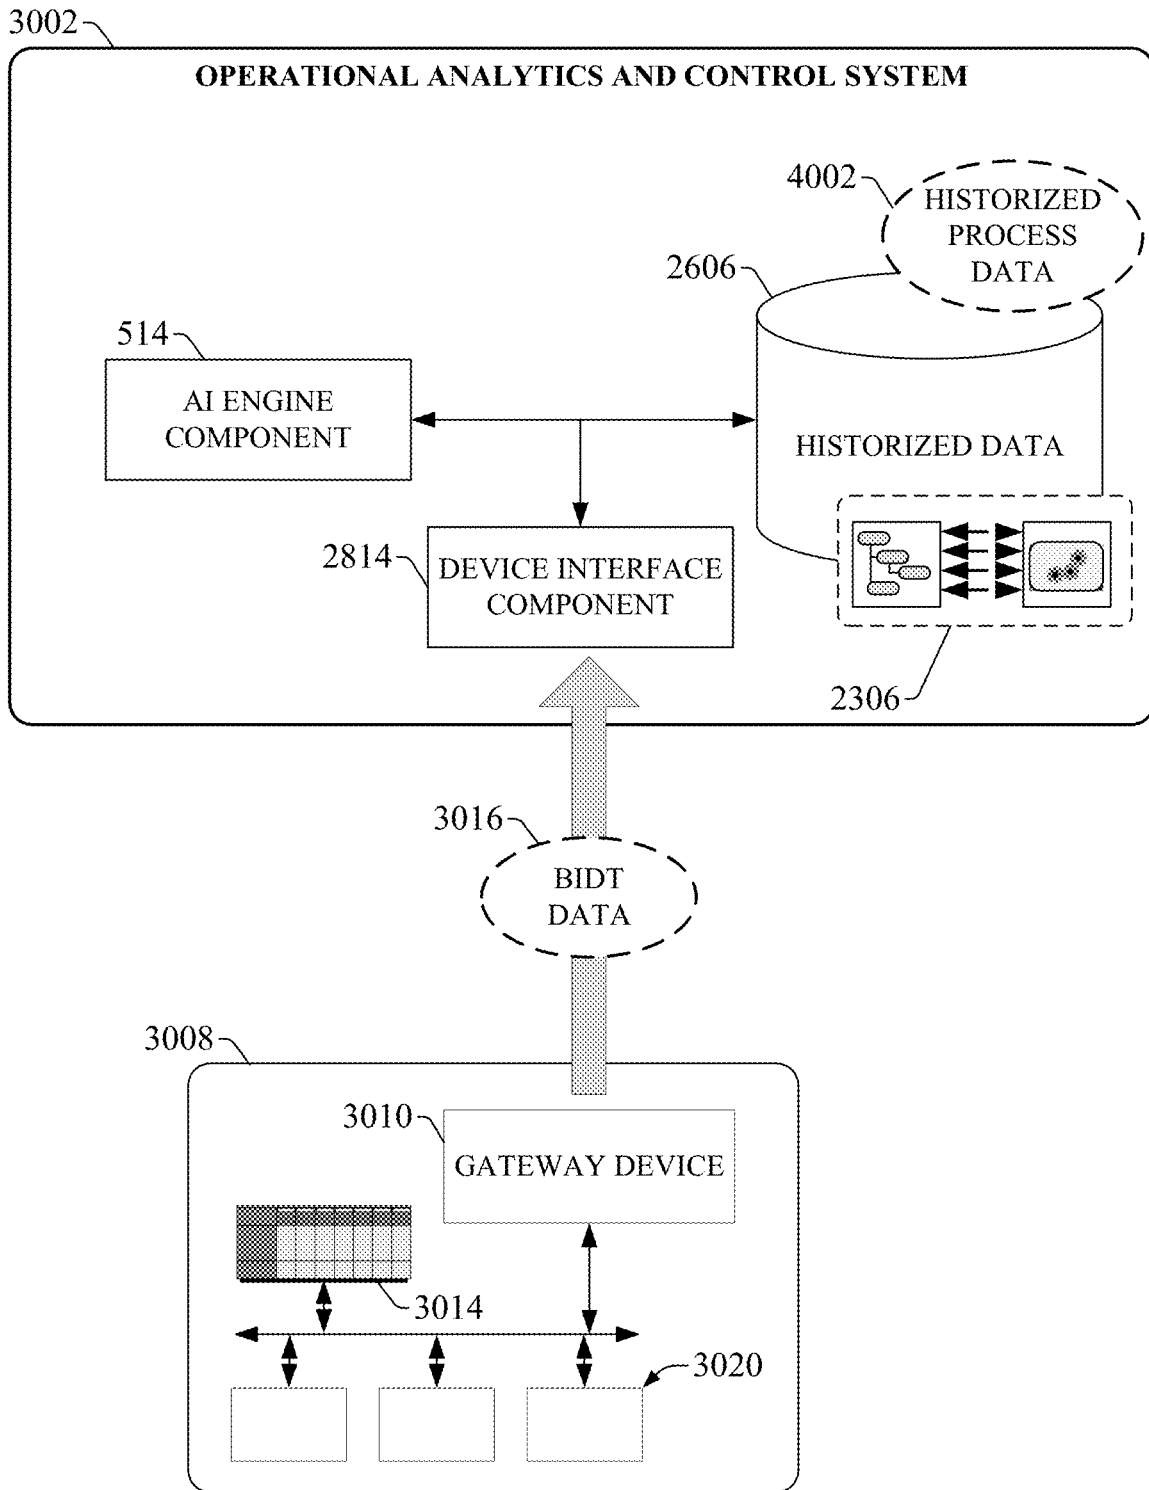 3002
OPERATIONAL ANALYTICS AND CONTROL SYSTEM
4002
HISTORIZED
PROCESS
DATA
2606
514
AI ENGINE
COMPONENT
HISTORIZED DATA
2814
DEVICE INTERFACE
COMPONENT
2306
3016
BIDT
DATA
3008
3010
GATEWAY DEVICE
3014
3020